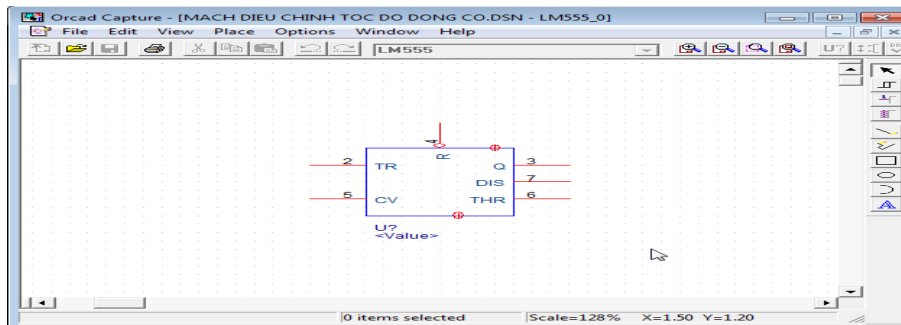 Orcad Capture - [MACH DIEU CHINH TOC DO DONG CO.DSN - LM555_0]
File Edit View Place Options Window Help
LM555
U?
4
R
2 TR Q 3
DIS 7
5 CV THR 6
U?
<Value>
A
0 items selected Scale=128% X=1.50 Y=1.20